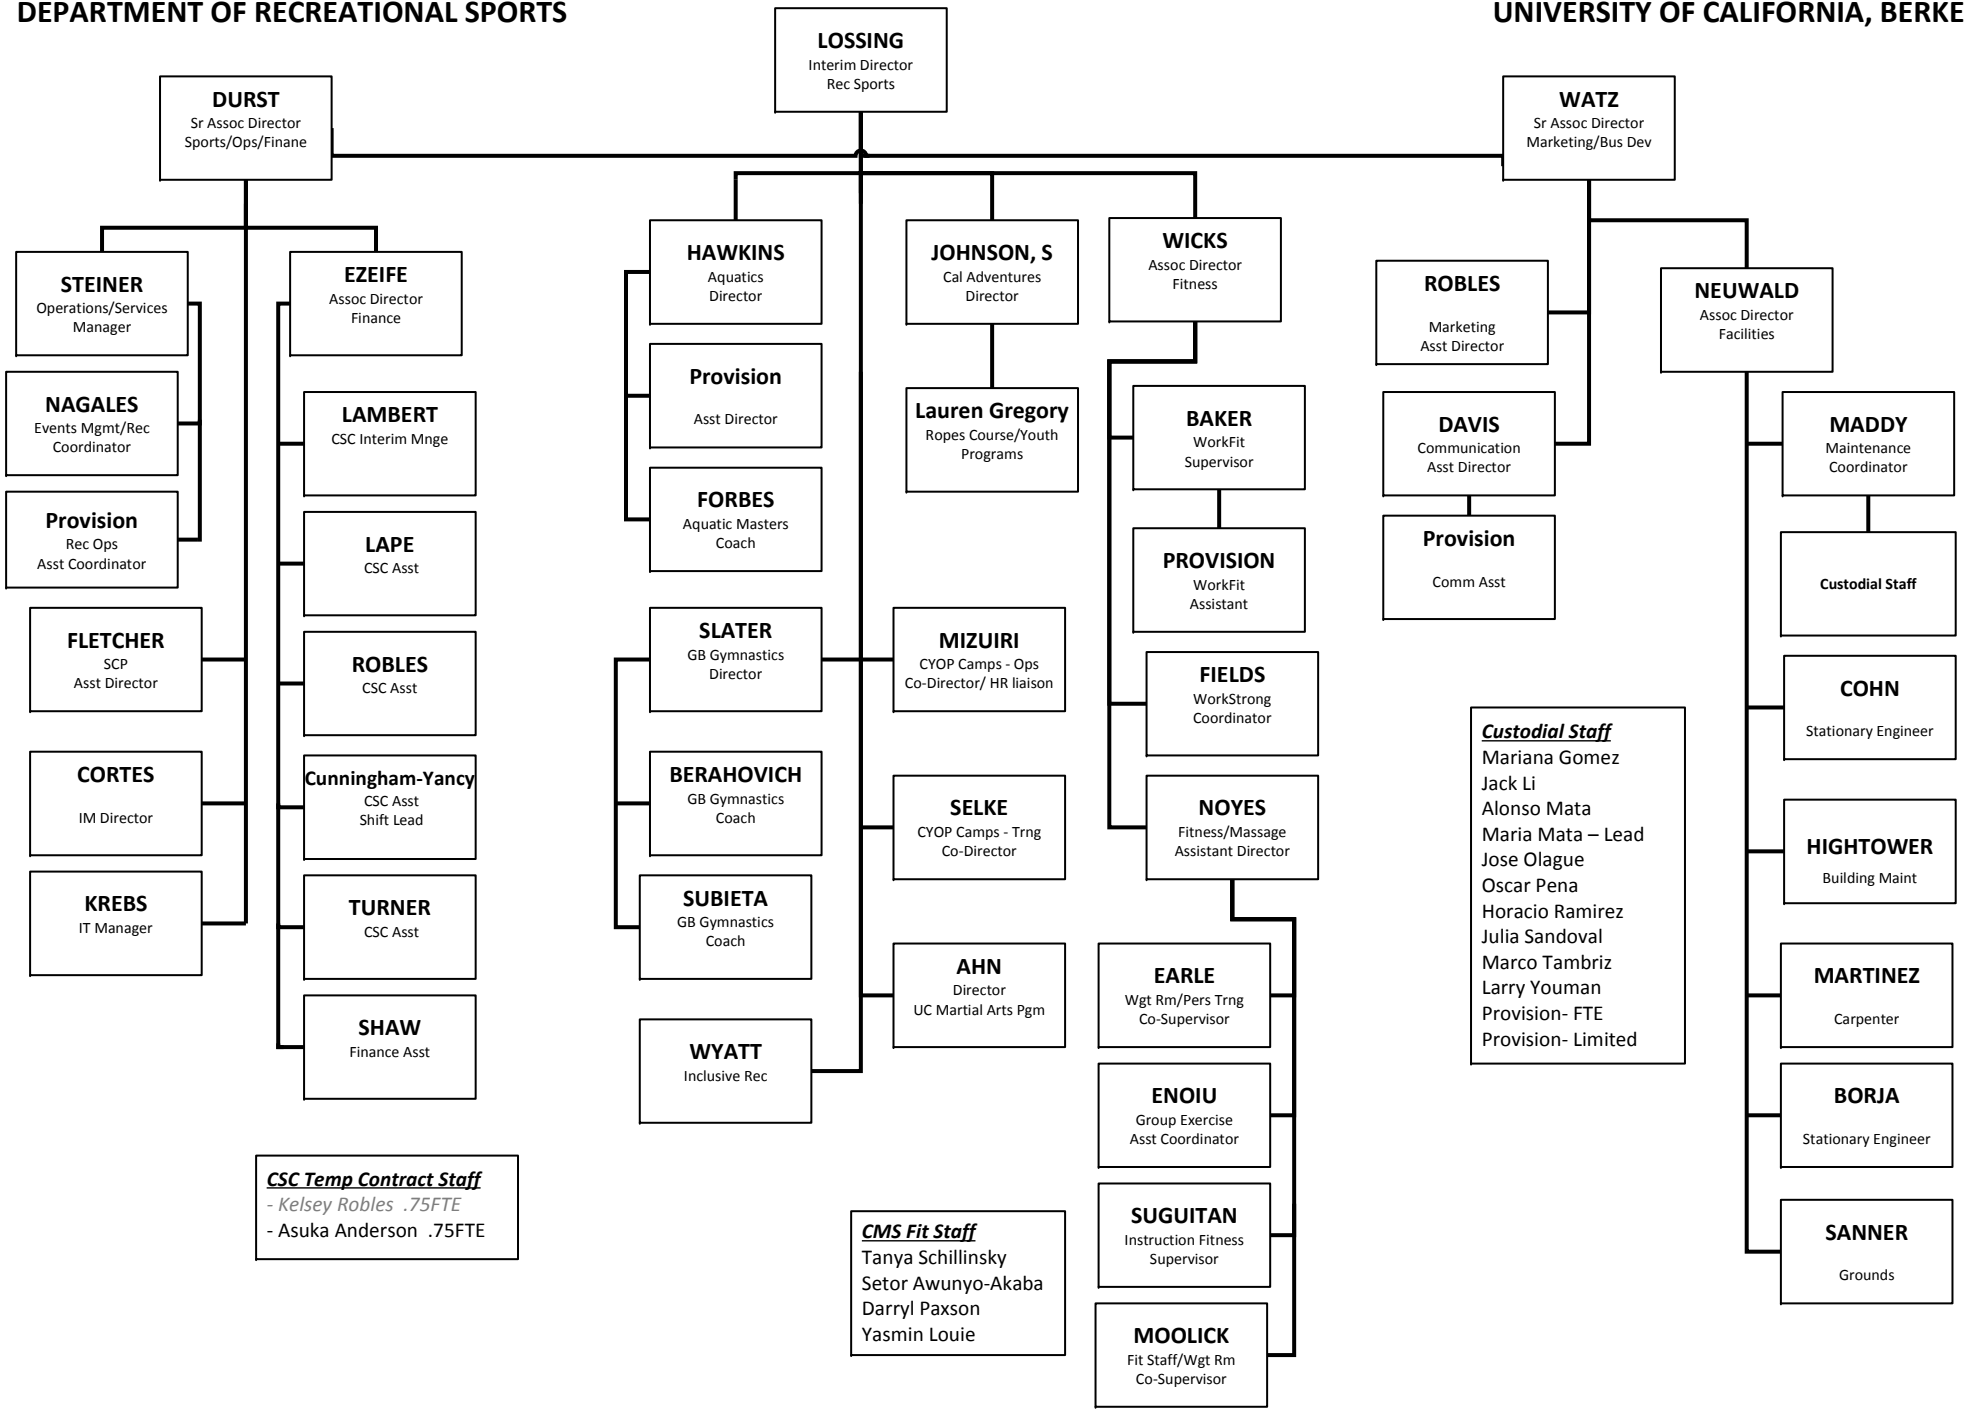 DEPARTMENT OF RECREATIONAL SPORTS
UNIVERSITY OF CALIFORNIA, BERKE
LOSSING
Interim Director
Rec Sports
DURST
Sr Assoc Director
Sports/Ops/Finane
WATZ
Sr Assoc Director
Marketing/Bus Dev
STEINER
Operations/Services
Manager
NAGALES
Events Mgmt/Rec
Coordinator
Provision
Rec Ops
Asst Coordinator
FLETCHER
SCP
Asst Director
CORTES
IM Director
KREBS
IT Manager
EZEIFE
Assoc Director
Finance
LAMBERT
CSC Interim Mnge
LAPE
CSC Asst
ROBLES
CSC Asst
Cunningham-Yancy
CSC Asst
Shift Lead
TURNER
CSC Asst
SHAW
Finance Asst
CSC Temp Contract Staff
- Kelsey Robles .75FTE
- Asuka Anderson .75FTE
HAWKINS
Aquatics
Director
Provision
Asst Director
FORBES
Aquatic Masters
Coach
SLATER
GB Gymnastics
Director
BERAHOVICH
GB Gymnastics
Coach
SUBIETA
GB Gymnastics
Coach
WYATT
Inclusive Rec
JOHNSON, S
Cal Adventures
Director
Lauren Gregory
Ropes Course/Youth
Programs
MIZUIRI
CYOP Camps - Ops
Co-Director/ HR liaison
SELKE
CYOP Camps - Trng
Co-Director
AHN
Director
UC Martial Arts Pgm
CMS Fit Staff
Tanya Schillinsky
Setor Awunyo-Akaba
Darryl Paxson
Yasmin Louie
WICKS
Assoc Director
Fitness
BAKER
WorkFit
Supervisor
PROVISION
WorkFit
Assistant
FIELDS
WorkStrong
Coordinator
NOYES
Fitness/Massage
Assistant Director
EARLE
Wgt Rm/Pers Trng
Co-Supervisor
ENOIU
Group Exercise
Asst Coordinator
SUGUITAN
Instruction Fitness
Supervisor
MOOLICK
Fit Staff/Wgt Rm
Co-Supervisor
ROBLES
Marketing
Asst Director
DAVIS
Communication
Asst Director
Provision
Comm Asst
Custodial Staff
Mariana Gomez
Jack Li
Alonso Mata
Maria Mata – Lead
Jose Olague
Oscar Pena
Horacio Ramirez
Julia Sandoval
Marco Tambriz
Larry Youman
Provision- FTE
Provision- Limited
NEUWALD
Assoc Director
Facilities
MADDY
Maintenance
Coordinator
Custodial Staff
COHN
Stationary Engineer
HIGHTOWER
Building Maint
MARTINEZ
Carpenter
BORJA
Stationary Engineer
SANNER
Grounds